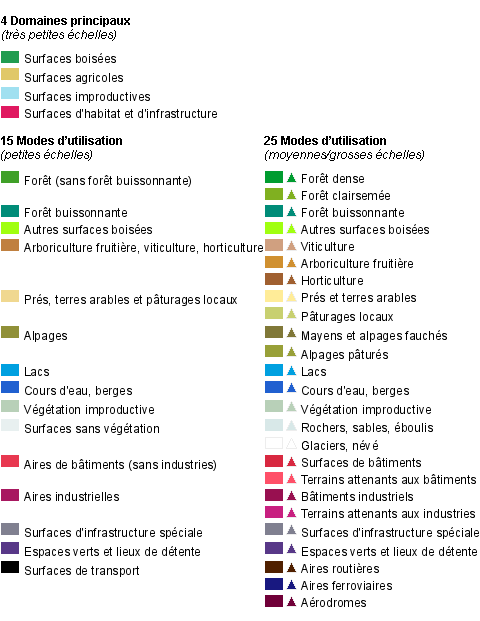 4 Domaines principaux
(très petites échelles)
Surfaces boisées
Surfaces agricoles
Surfaces improductives
Surfaces d'habitat et d'infrastructure
15 Modes d'utilisation
(petites échelles)
Forêt (sans forêt buissonnante)
Forêt buissonnante
Autres surfaces boisées
Arboriculture fruitière, viticulture, horticulture
Prés, terres arables et pâturages locaux
Alpages
Lacs
Cours d'eau, berges
Végétation improductive
Surfaces sans végétation
Aires de bâtiments (sans industries)
Aires industrielles
Surfaces d'infrastructure spéciale
Espaces verts et lieux de détente
Surfaces de transport
25 Modes d'utilisation
(moyennes/grosses échelles)
Forêt dense
Forêt clairsemée
Forêt buissonnante
Autres surfaces boisées
Viticulture
Arboriculture fruitière
Horticulture
Prés et terres arables
Pâturages locaux
Mayens et alpages fauchés
Alpages pâturés
Lacs
Cours d'eau, berges
Végétation improductive
Rochers, sables, éboulis
Glaciers, névé
Surfaces de bâtiments
Terrains attenants aux bâtiments
Bâtiments industriels
Terrains attenants aux industries
Surfaces d'infrastructure spéciale
Espaces verts et lieux de détente
Aires routières
Aires ferroviaires
Aérodromes